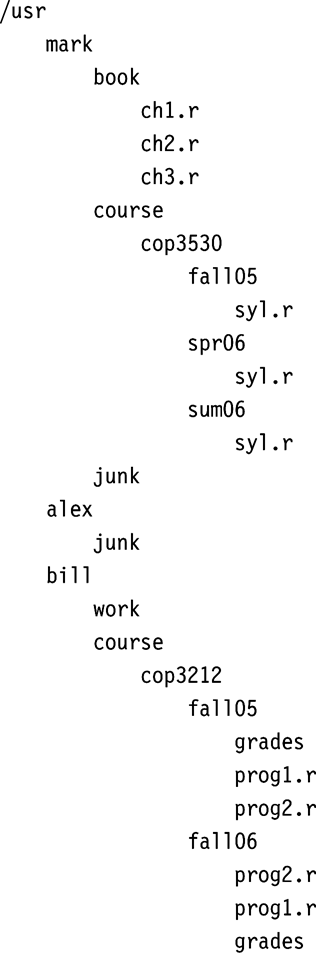 /usr
    mark
        book
            ch1.r
            ch2.r
            ch3.r
        course
            cop3530
                fall05
                    syl.r
                spr06
                    syl.r
                sum06
                    syl.r
        junk
    alex
        junk
    bill
        work
        course
            cop3212
                fall05
                    grades
                    prog1.r
                    prog2.r
                fall06
                    prog2.r
                    prog1.r
                    grades